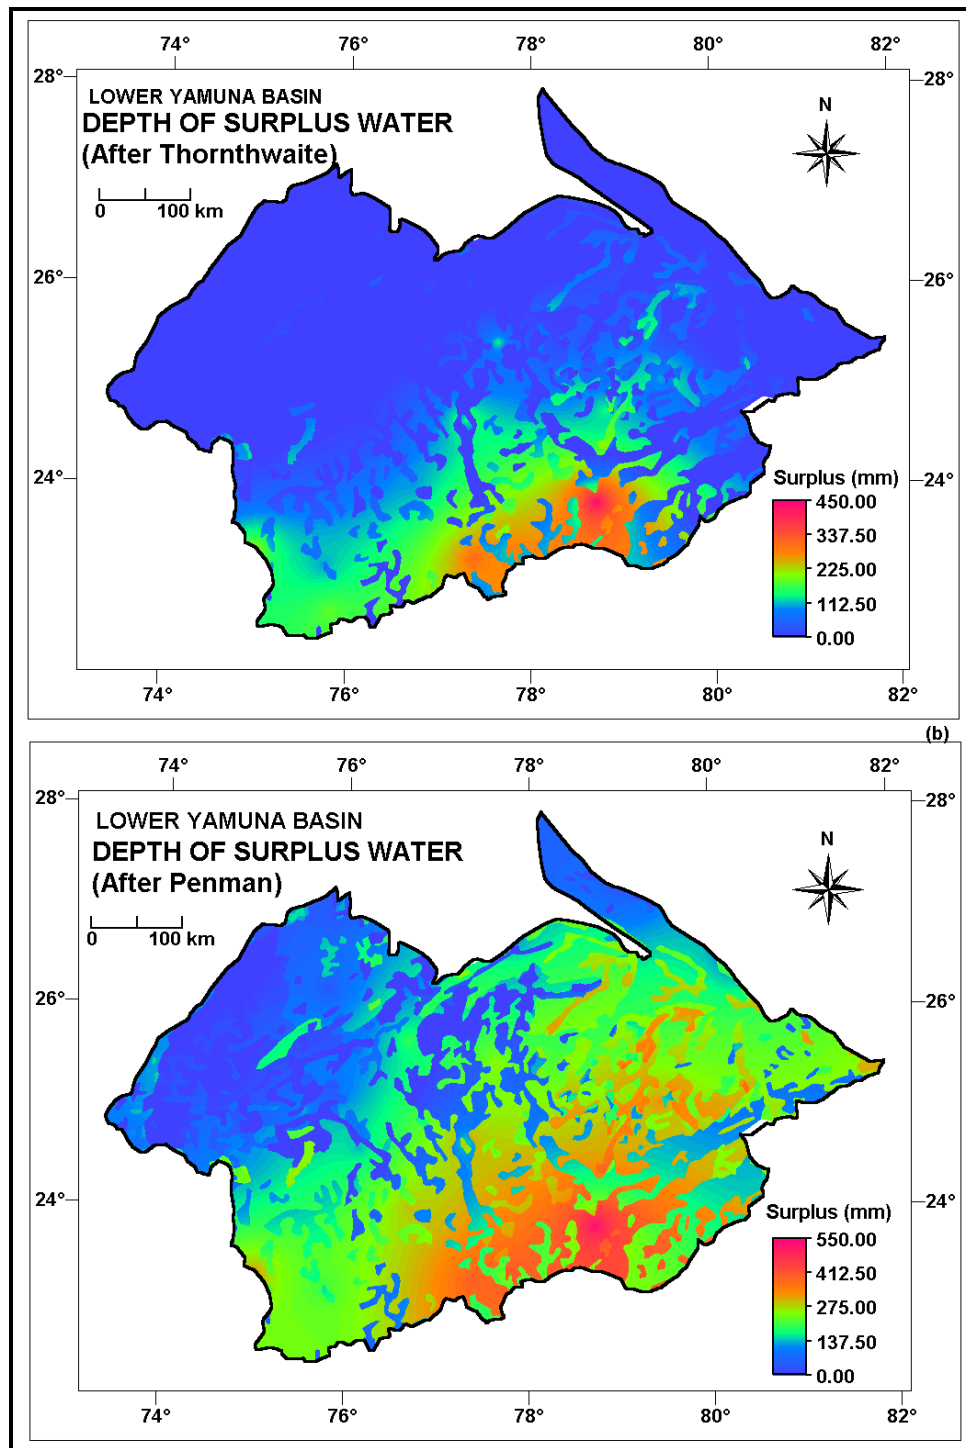 74° 76° 78° 80° 82°
28° 28°
LOWER YAMUNA BASIN
DEPTH OF SURPLUS WATER
(After Thornthwaite)
N
0 100 km
26° 26°
24° 24°
Surplus (mm)
450.00
337.50
225.00
112.50
0.00
74° 76° 78° 80° 82°
(b)
74° 76° 78° 80° 82°
28° 28°
LOWER YAMUNA BASIN
DEPTH OF SURPLUS WATER
(After Penman)
N
0 100 km
26° 26°
24° 24°
Surplus (mm)
550.00
412.50
275.00
137.50
0.00
74° 76° 78° 80° 82°